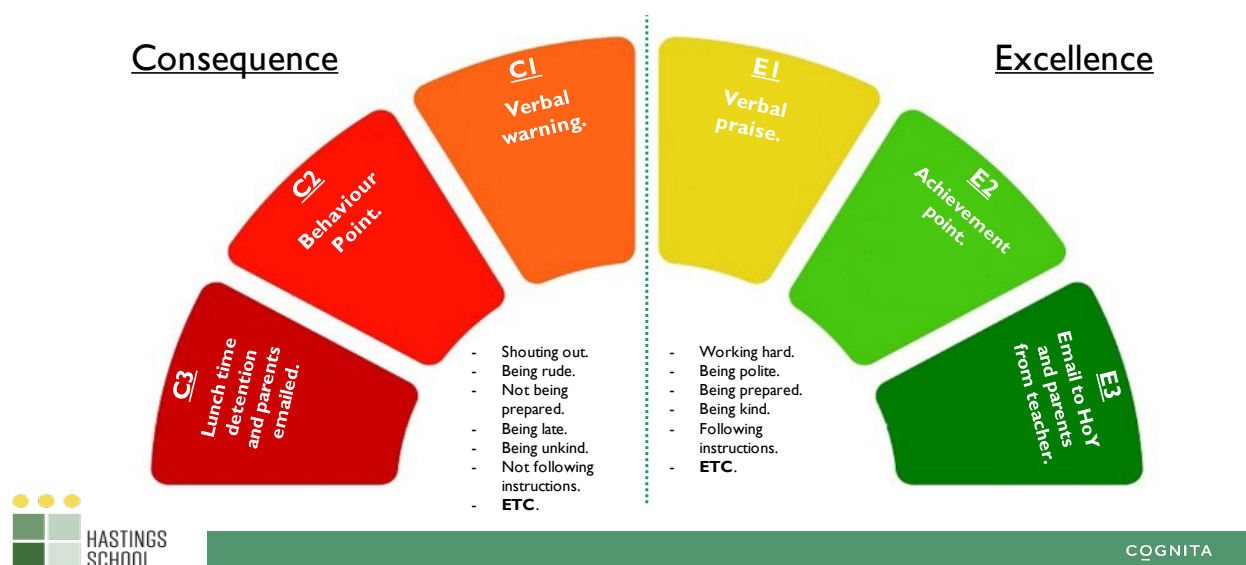 Consequence
Excellence
C1
Verbal
warning.
E1
Verbal
praise.
C2
Behaviour
Point.
E2
Achievement
point.
C3
Lunch time
detention
and parents
emailed.
E3
Email to HoY
and parents
from teacher.
- Shouting out.
- Being rude.
- Not being
prepared.
- Being late.
- Being unkind.
- Not following
instructions.
- ETC.
- Working hard.
- Being polite.
- Being prepared.
- Being kind.
- Following
instructions.
- ETC.
HASTINGS
SCHOOL
COGNITA